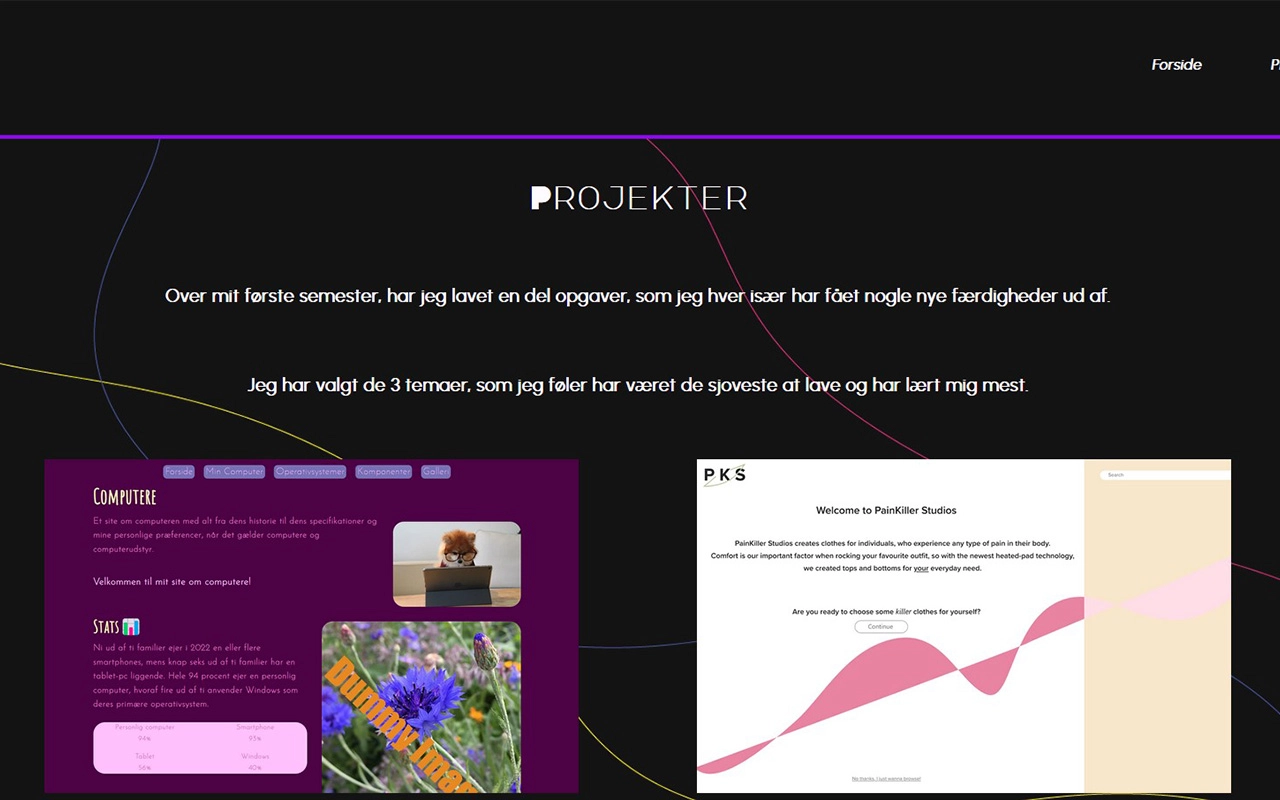 Forside
PROJEKTER
Over mit første semester, har jeg lavet en del opgaver, som jeg hver især har fået nogle nye færdigheder ud af.
Jeg har valgt de 3 temaer, som jeg føler har været de sjoveste at lave og har lært mig mest.
Forside Min Computer Operativsystemer Komponenter Galleri
COMPUTERE
Et site om computeren med alt fra dens historie til dens specifikationer og
mine personlige præferencer, når det gælder computere og
computerudstyr.
Velkommen til mit site om computere!
STATS
Ni ud af ti familier ejer i 2022 en eller flere
smartphones, mens knap seks ud af ti familier har en
tablet-pc liggende. Hele 94 procent ejer en personlig
computer, hvoraf fire ud af ti anvender Windows som
deres primære operativsystem.
Personlig computer Smartphone
94% 93%
Tablet Windows
56% 40%
Dummy Image
PKS
Search
Welcome to PainKiller Studios
PainKiller Studios creates clothes for individuals, who experience any type of pain in their body.
Comfort is our important factor when rocking your favourite outfit, so with the newest heated-pad technology,
we created tops and bottoms for your everyday need.
Are you ready to choose some killer clothes for yourself?
Continue
No thanks, I just wanna browse!